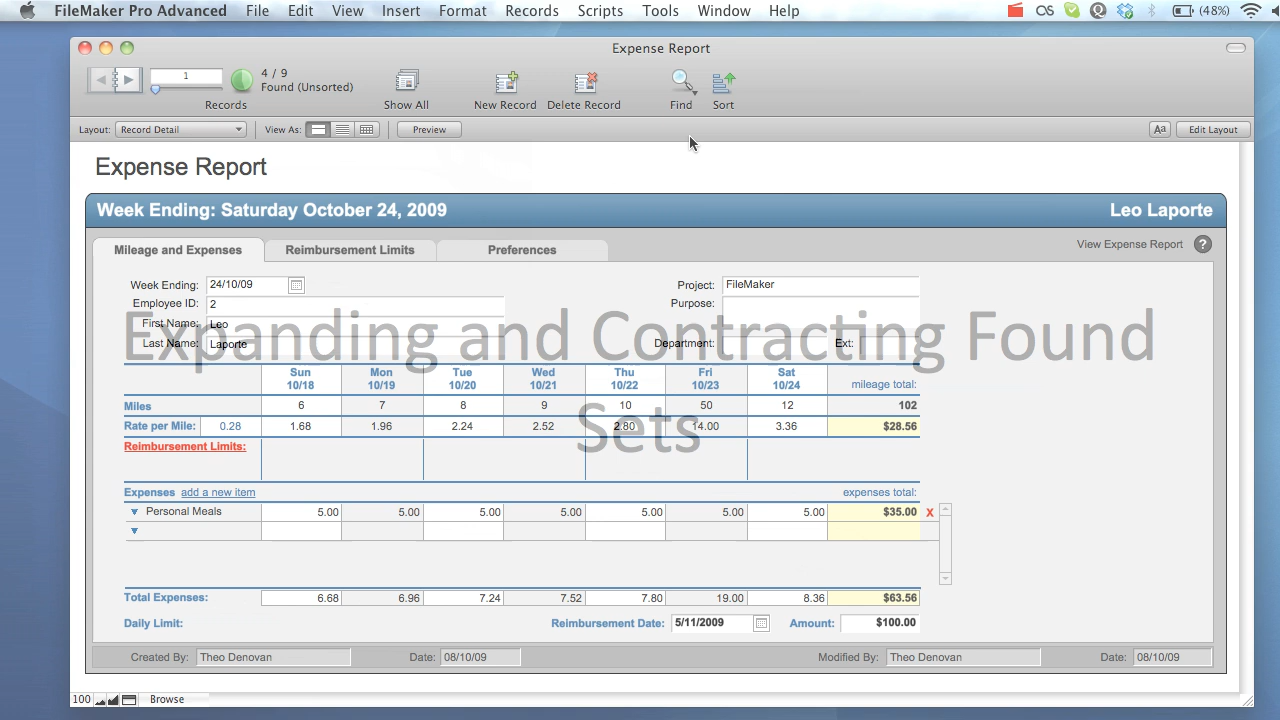 FileMaker Pro Advanced File Edit View Insert Format Records Scripts Tools Window Help (48%)
Expense Report
1
4 / 9
Found (Unsorted)
Records Show All New Record Delete Record Find Sort
Layout: Record Detail View As: Preview Aa Edit Layout
Expense Report
Week Ending: Saturday October 24, 2009 Leo Laporte
Mileage and Expenses Reimbursement Limits Preferences View Expense Report ?
Week Ending: 24/10/09 Project: FileMaker
Employee ID: 2 Purpose:
First Name: Leo
Last Name: Laporte Department: Ext:
Expanding and Contracting Found
Sets
Sun Mon Tue Wed Thu Fri Sat
10/18 10/19 10/20 10/21 10/22 10/23 10/24 mileage total:
Miles 6 7 8 9 10 50 12 102
Rate per Mile: 0.28 1.68 1.96 2.24 2.52 2.80 14.00 3.36 $28.56
Reimbursement Limits:
Expenses add a new item expenses total:
Personal Meals 5.00 5.00 5.00 5.00 5.00 5.00 5.00 $35.00 X
Total Expenses: 6.68 6.96 7.24 7.52 7.80 19.00 8.36 $63.56
Daily Limit: Reimbursement Date: 5/11/2009 Amount: $100.00
Created By: Theo Denovan Date: 08/10/09 Modified By: Theo Denovan Date: 08/10/09
100 Browse